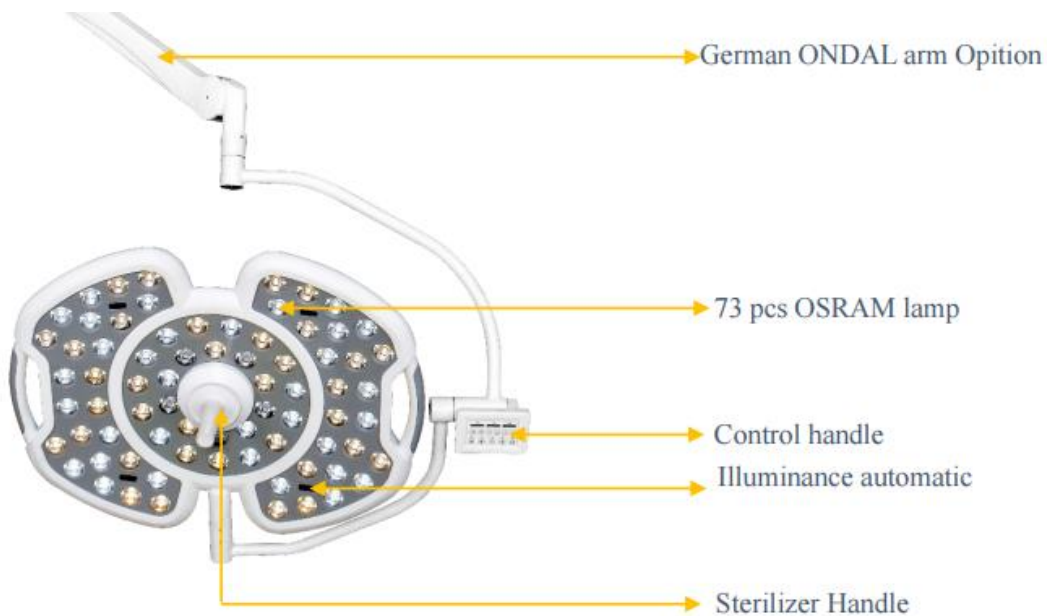 German ONDAL arm Opition
73 pcs OSRAM lamp
Control handle
Illuminance automatic
Sterilizer Handle